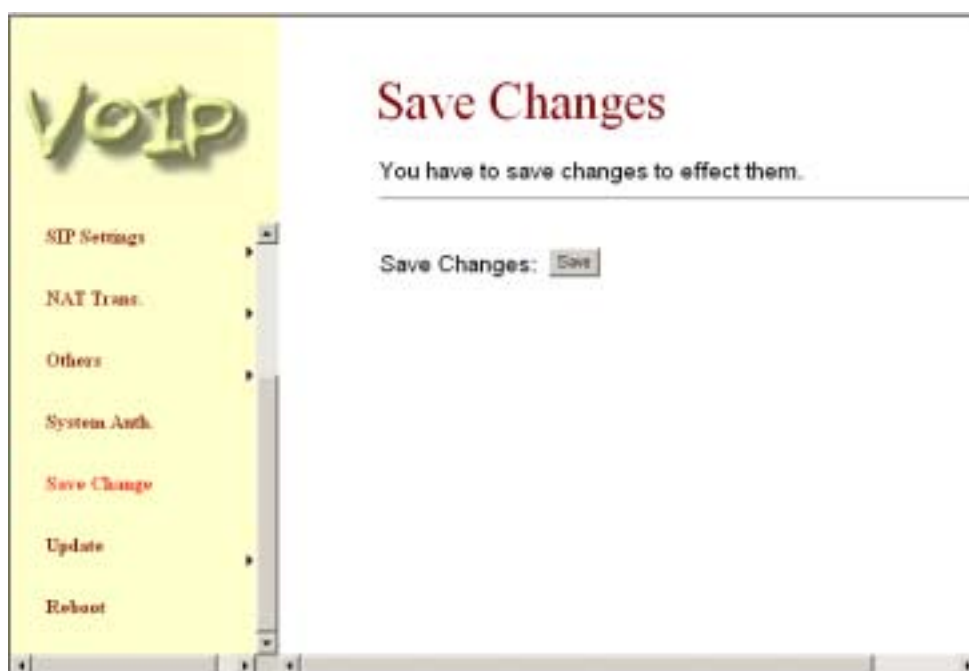 VOIP
SIP Settings
NAT Trans.
Others
System Auth.
Save Change
Update
Reboot
Save Changes
You have to save changes to effect them.
Save Changes: Save